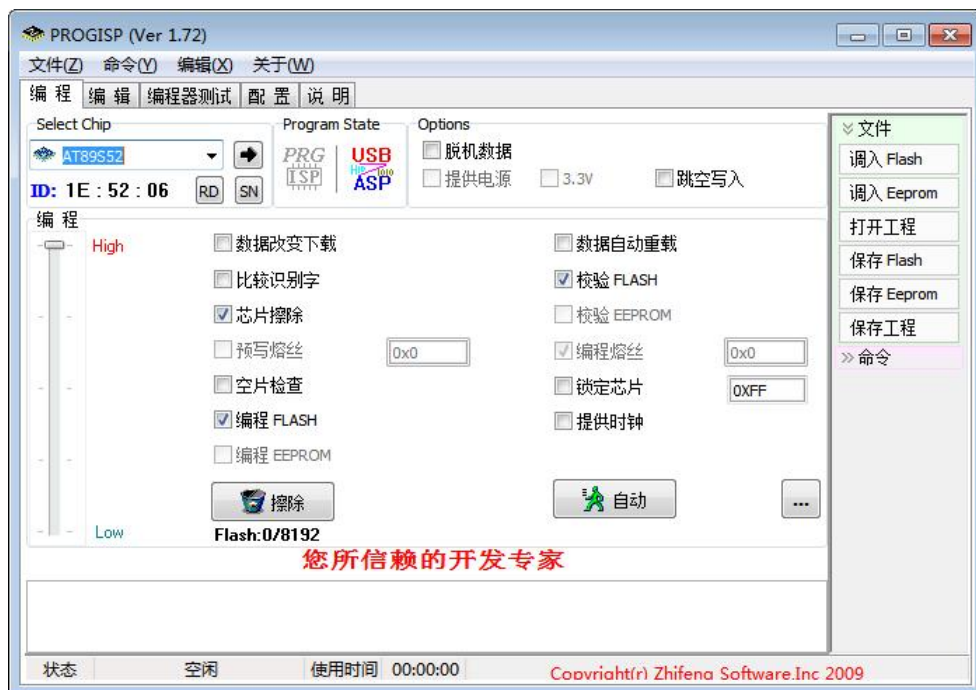 PROGISP (Ver 1.72)
文件(Z) 命令(Y) 编辑(X) 关于(W)
编 程 编 辑 编程器测试 配 置 说 明
Select Chip Program State Options
AT89S52
PRG ISP
USB ASP
脱机数据
提供电源 3.3V 跳空写入
ID: 1E : 52 : 06 RD SN
编 程
High
数据改变下载 数据自动重载
比较识别字 校验 FLASH
芯片擦除 校验 EEPROM
预写熔丝 0x0 编程熔丝 0x0
空片检查 锁定芯片 0XFF
编程 FLASH 提供时钟
编程 EEPROM
擦除 自动 ...
Low
Flash:0/8192
您所信赖的开发专家
文件
调入 Flash
调入 Eeprom
打开工程
保存 Flash
保存 Eeprom
保存工程
命令
状态 空闲 使用时间 00:00:00 Copyright(r) Zhifeng Software.Inc 2009